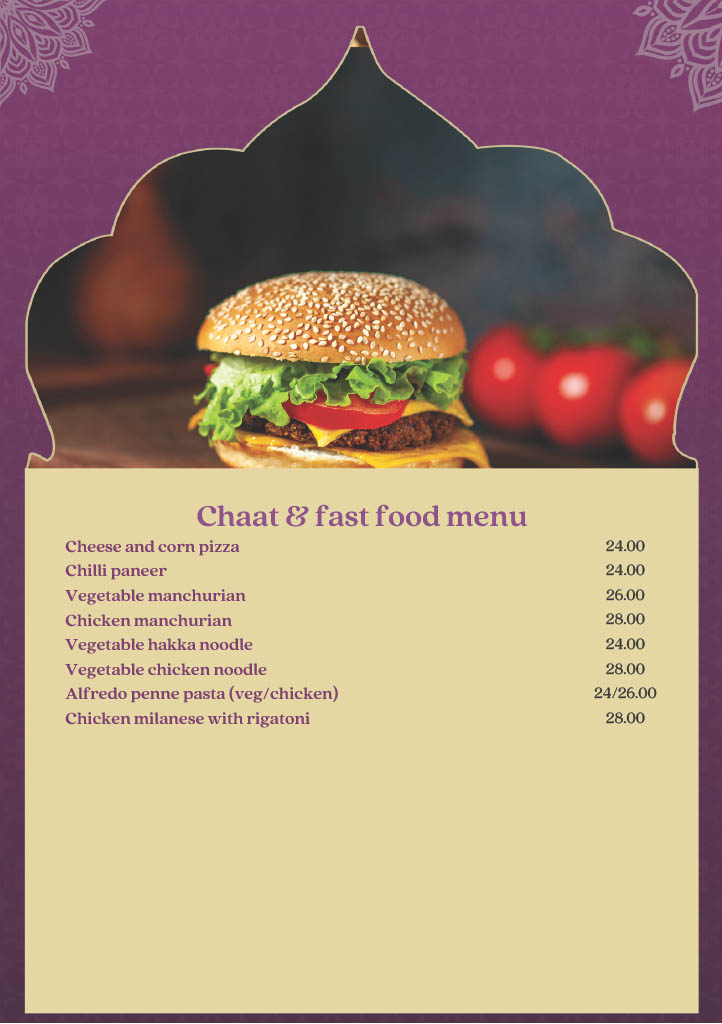 Chaat & fast food menu
Cheese and corn pizza 24.00
Chilli paneer 24.00
Vegetable manchurian 26.00
Chicken manchurian 28.00
Vegetable hakka noodle 24.00
Vegetable chicken noodle 28.00
Alfredo penne pasta (veg/chicken) 24/26.00
Chicken milanese with rigatoni 28.00